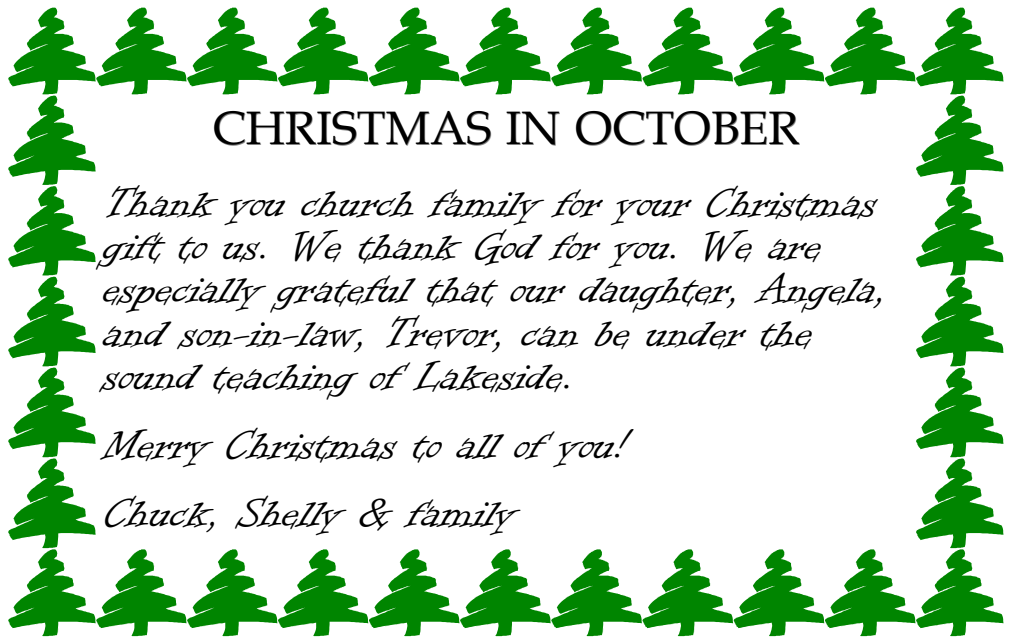 CHRISTMAS IN OCTOBER
Thank you church family for your Christmas
gift to us. We thank God for you. We are
especially grateful that our daughter, Angela,
and son-in-law, Trevor, can be under the
sound teaching of Lakeside.
Merry Christmas to all of you!
Chuck, Shelly & family